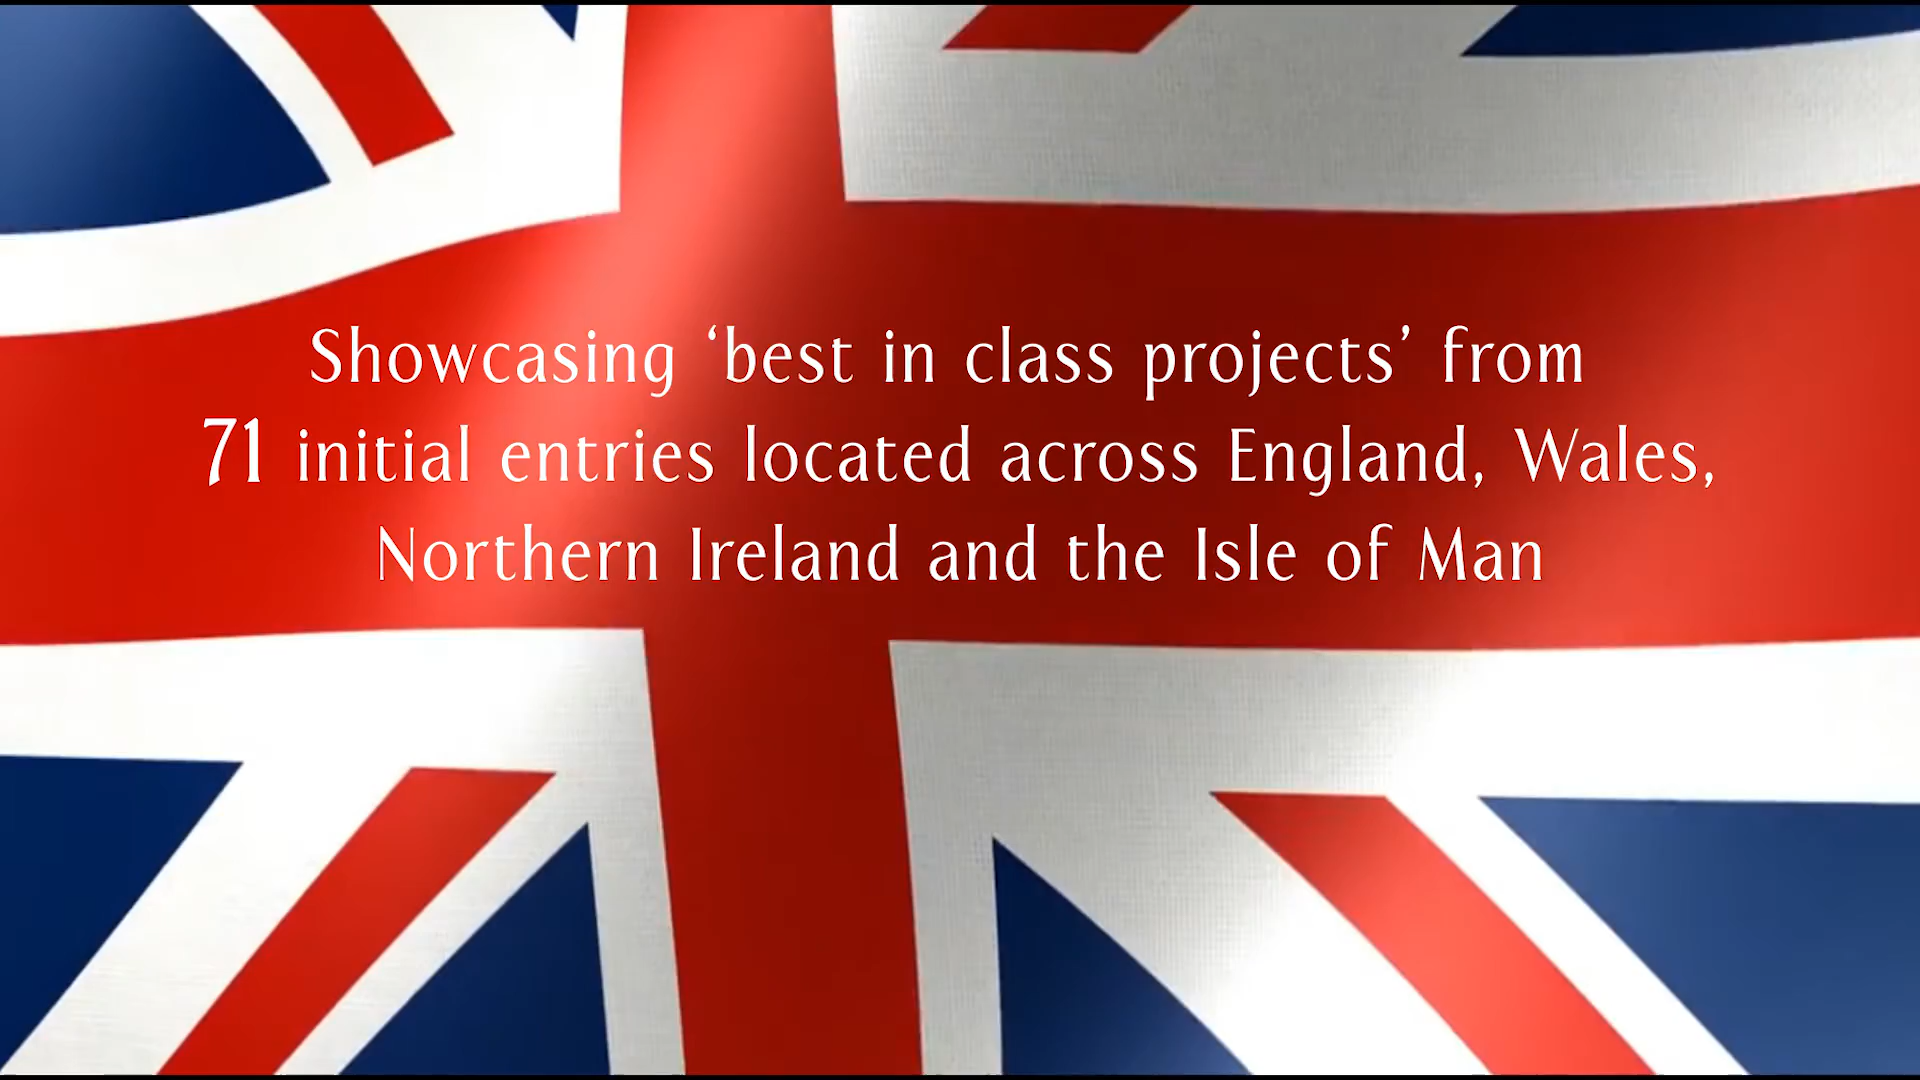 Showcasing ‘best in class projects’ from
71 initial entries located across England, Wales,
Northern Ireland and the Isle of Man